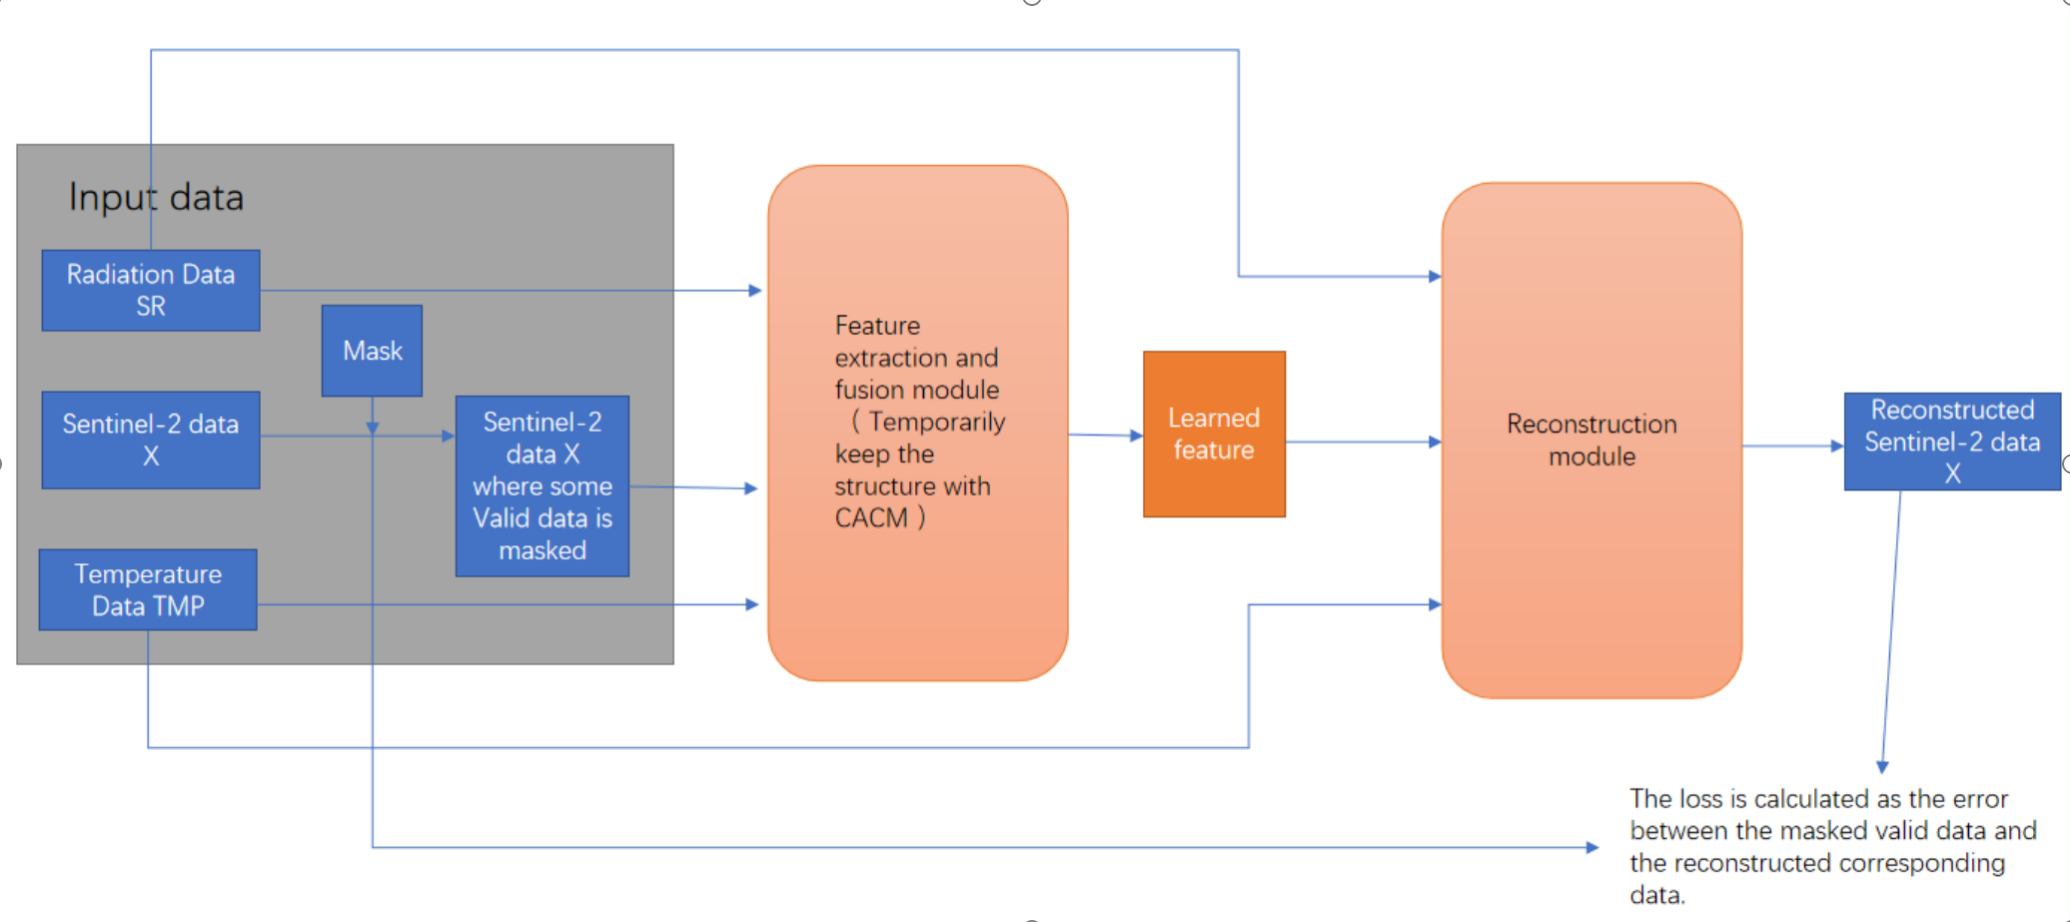 Input data
Radiation Data
SR
Mask
Sentinel-2 data
X
Sentinel-2
data X
where some
Valid data is
masked
Temperature
Data TMP
Feature
extraction and
fusion module
（Temporarily
keep the
structure with
CACM）
Learned
feature
Reconstruction
module
Reconstructed
Sentinel-2 data
X
The loss is calculated as the error
between the masked valid data and
the reconstructed corresponding
data.